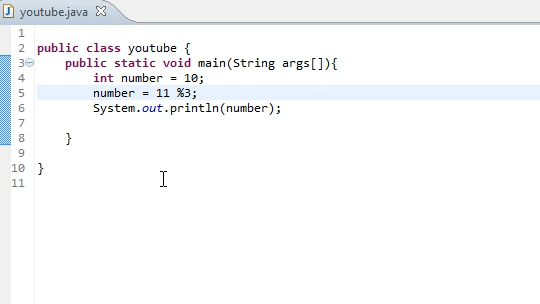 youtube.java
1
2 public class youtube {
3 public static void main(String args[]){
4 int number = 10;
5 number = 11 %3;
6 System.out.println(number);
7
8 }
9
10 }
11